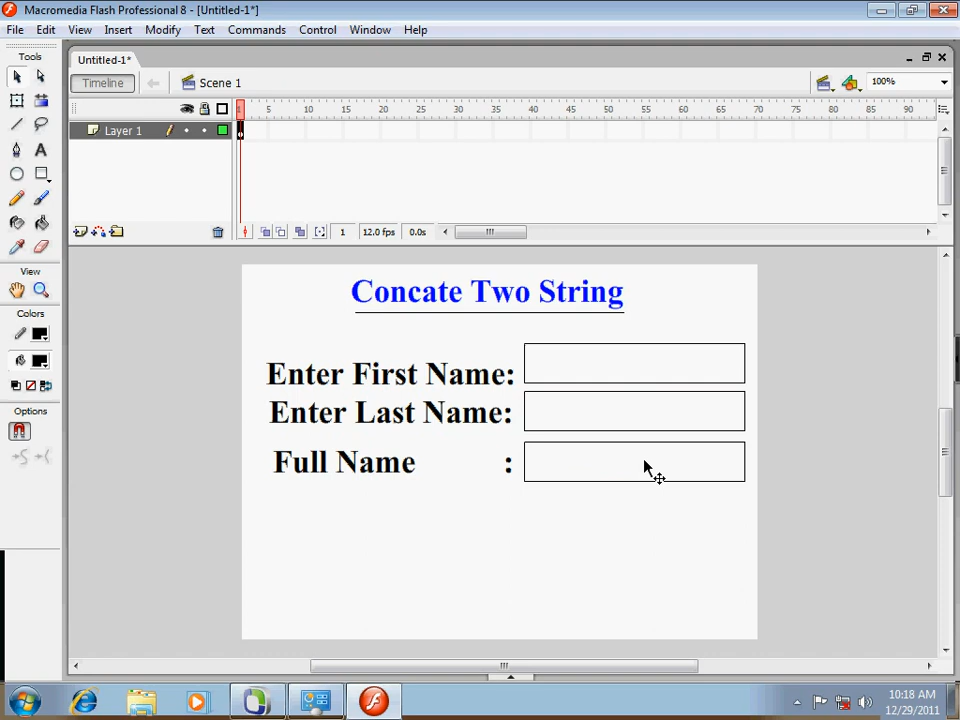 Macromedia Flash Professional 8 - [Untitled-1*]
File Edit View Insert Modify Text Commands Control Window Help
Tools
Untitled-1*
Timeline
Scene 1
100%
1 5 10 15 20 25 30 35 40 45 50 55 60 65 70 75 80 85 90
Layer 1
1 12.0 fps 0.0s
View
Colors
Options
Concate Two String
Enter First Name:
Enter Last Name:
Full Name :
10:18 AM
12/29/2011